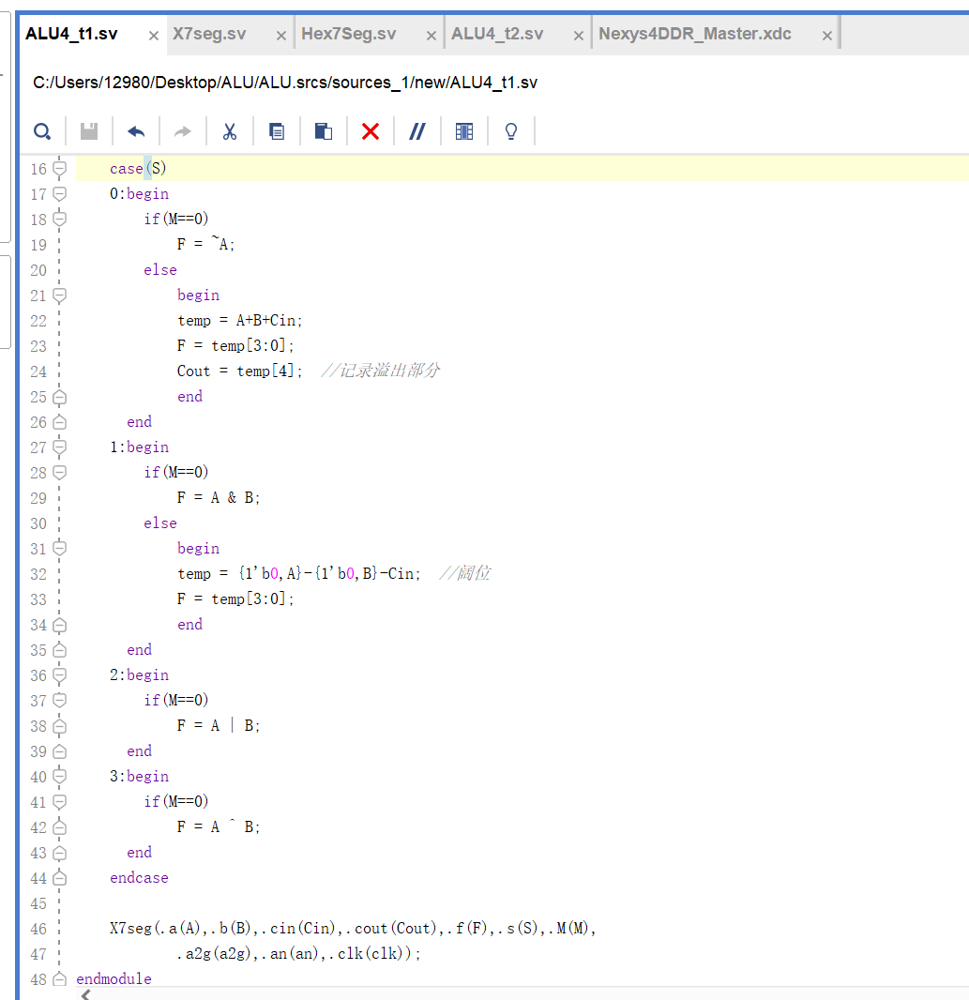 ALU4_t1.sv × X7seg.sv × Hex7Seg.sv × ALU4_t2.sv × Nexys4DDR_Master.xdc ×
C:/Users/12980/Desktop/ALU/ALU.srcs/sources_1/new/ALU4_t1.sv
16 case(S)
17 0:begin
18 if(M==0)
19 F = ~A;
20 else
21 begin
22 temp = A+B+Cin;
23 F = temp[3:0];
24 Cout = temp[4]; //记录溢出部分
25 end
26 end
27 1:begin
28 if(M==0)
29 F = A & B;
30 else
31 begin
32 temp = {1'b0,A}-{1'b0,B}-Cin; //阔位
33 F = temp[3:0];
34 end
35 end
36 2:begin
37 if(M==0)
38 F = A | B;
39 end
40 3:begin
41 if(M==0)
42 F = A ^ B;
43 end
44 endcase
45
46 X7seg(.a(A),.b(B),.cin(Cin),.cout(Cout),.f(F),.s(S),.M(M),
47 .a2g(a2g),.an(an),.clk(clk));
48 endmodule